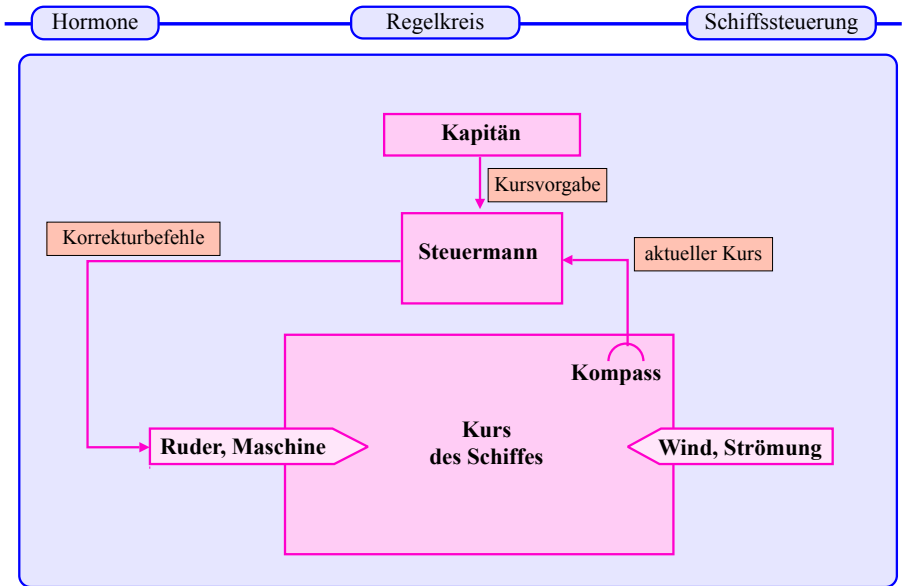 Hormone
Regelkreis
Schiffssteuerung
Kapitän
Kursvorgabe
Korrekturbefehle
Steuermann
aktueller Kurs
Kompass
Ruder, Maschine
Kurs
des Schiffes
Wind, Strömung